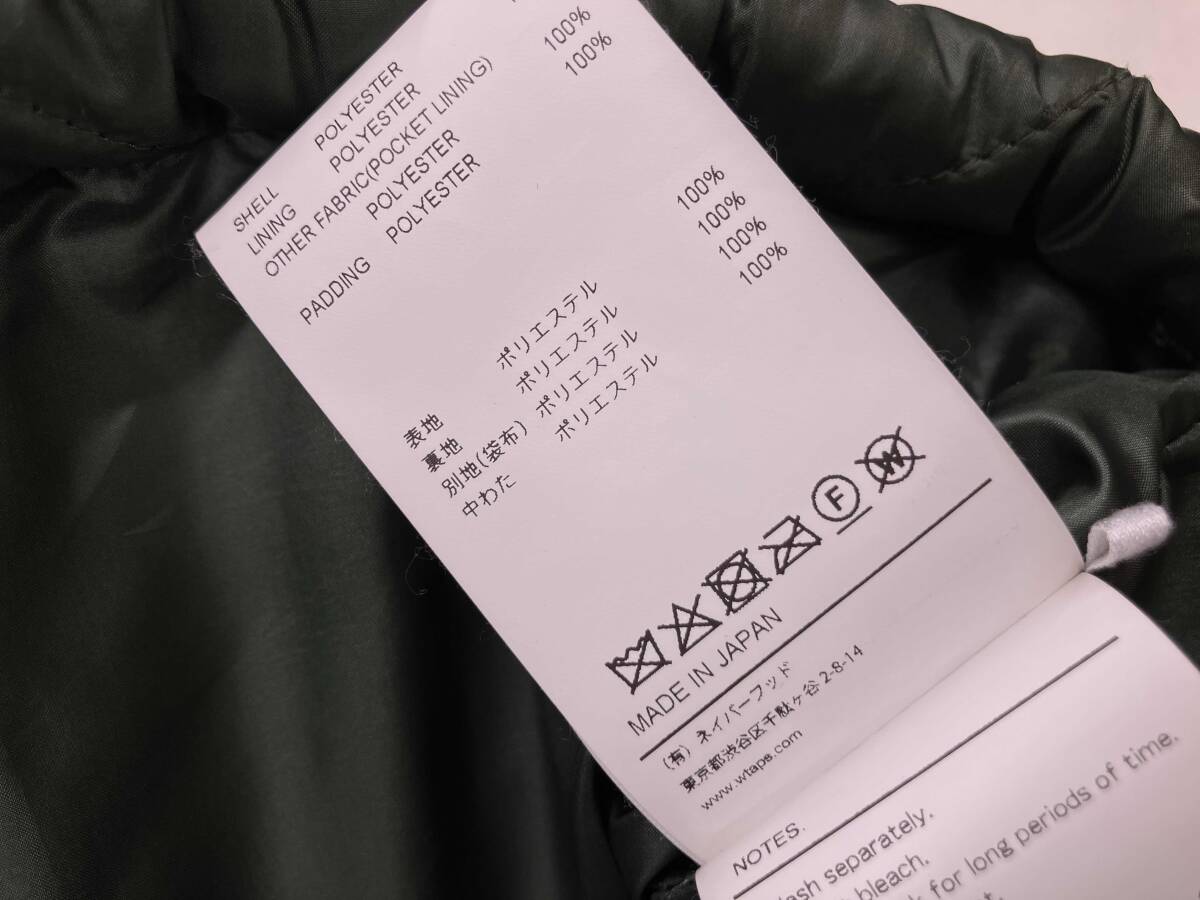 SHELL POLYESTER 100%
LINING POLYESTER 100%
OTHER FABRIC(POCKET LINING)
POLYESTER
PADDING POLYESTER
表地 ポリエステル 100%
裏地 ポリエステル 100%
別地(袋布) ポリエステル 100%
中わた ポリエステル 100%
F W
MADE IN JAPAN
(有) ネイバーフッド
東京都渋谷区千駄ヶ谷 2-8-14
www.wtaps.com
NOTES.
separately.
bleach.
for long periods of time.